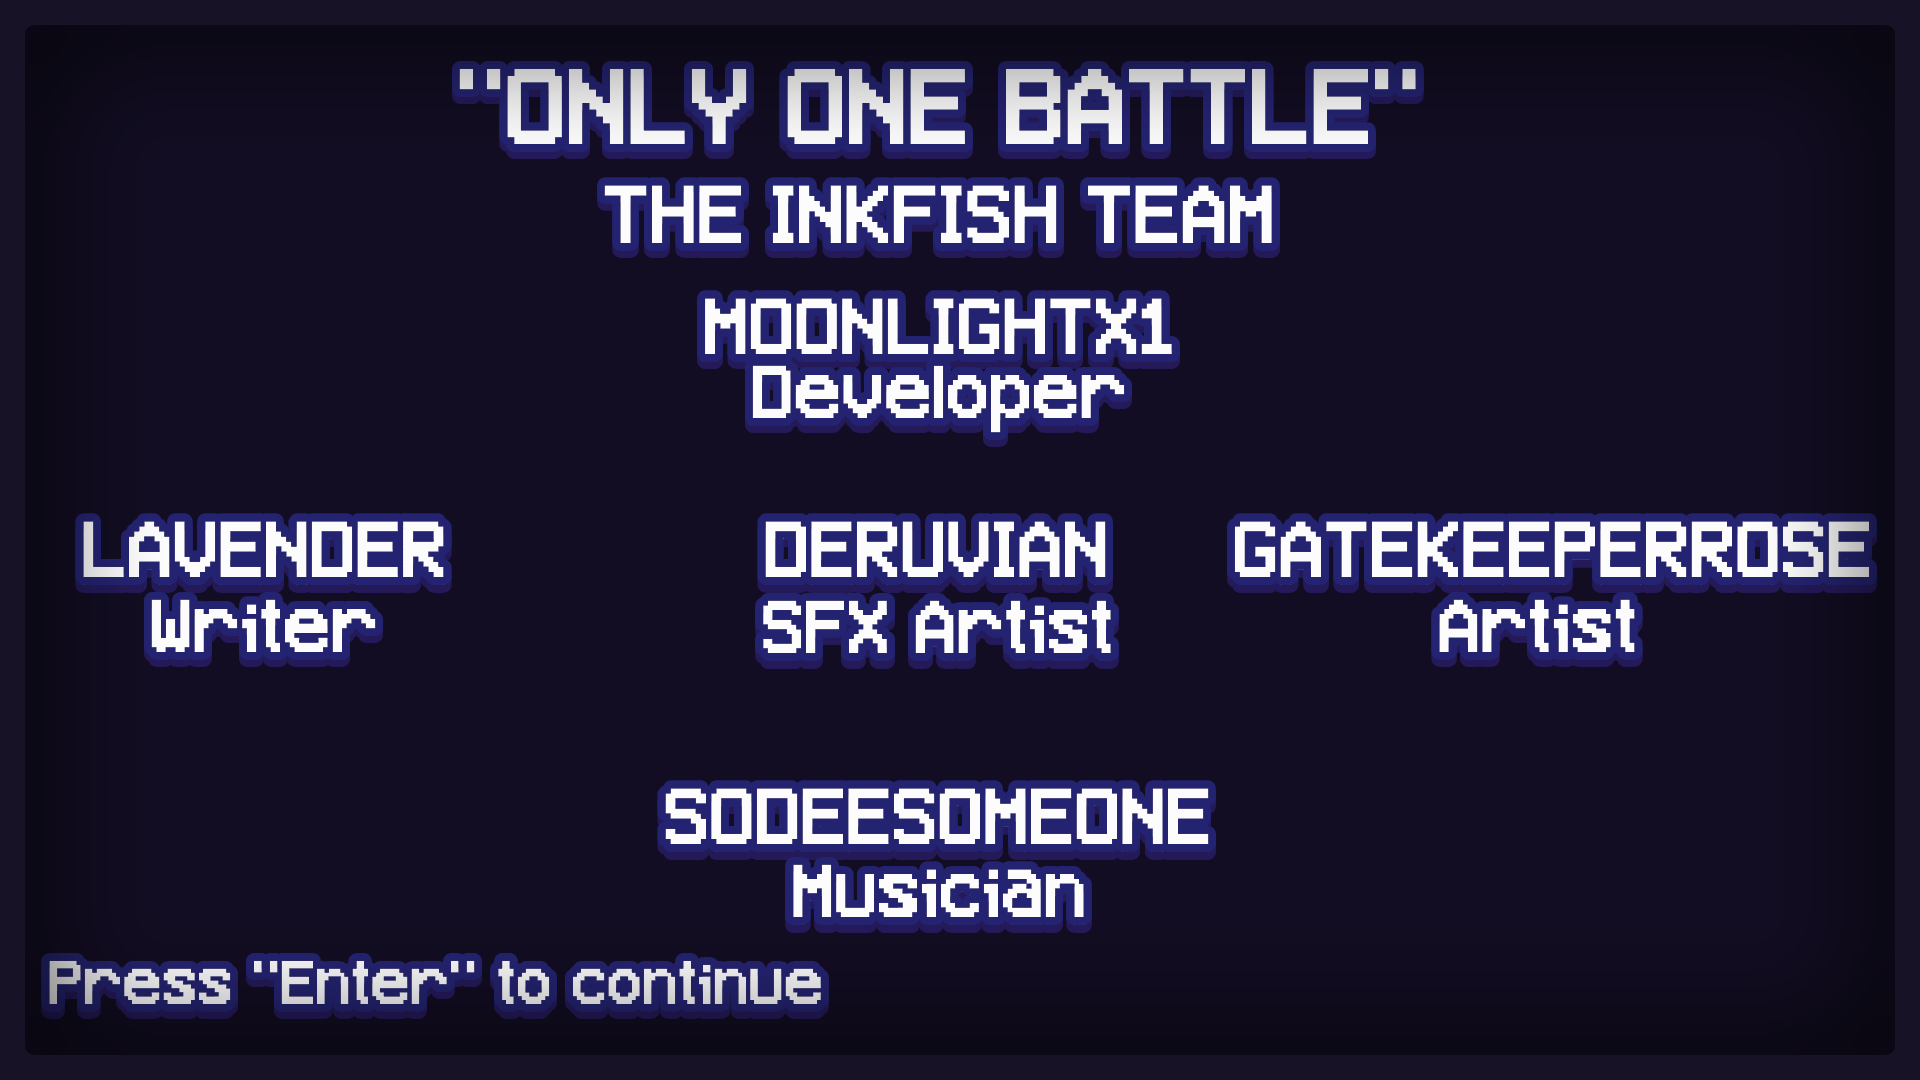 "ONLY ONE BATTLE"
THE INKFISH TEAM
MOONLIGHTX1
Developer
LAVENDER
Writer
DERUVIAN
SFX Artist
GATEKEEPERROSE
Artist
SODEESOMEONE
Musician
Press "Enter" to continue